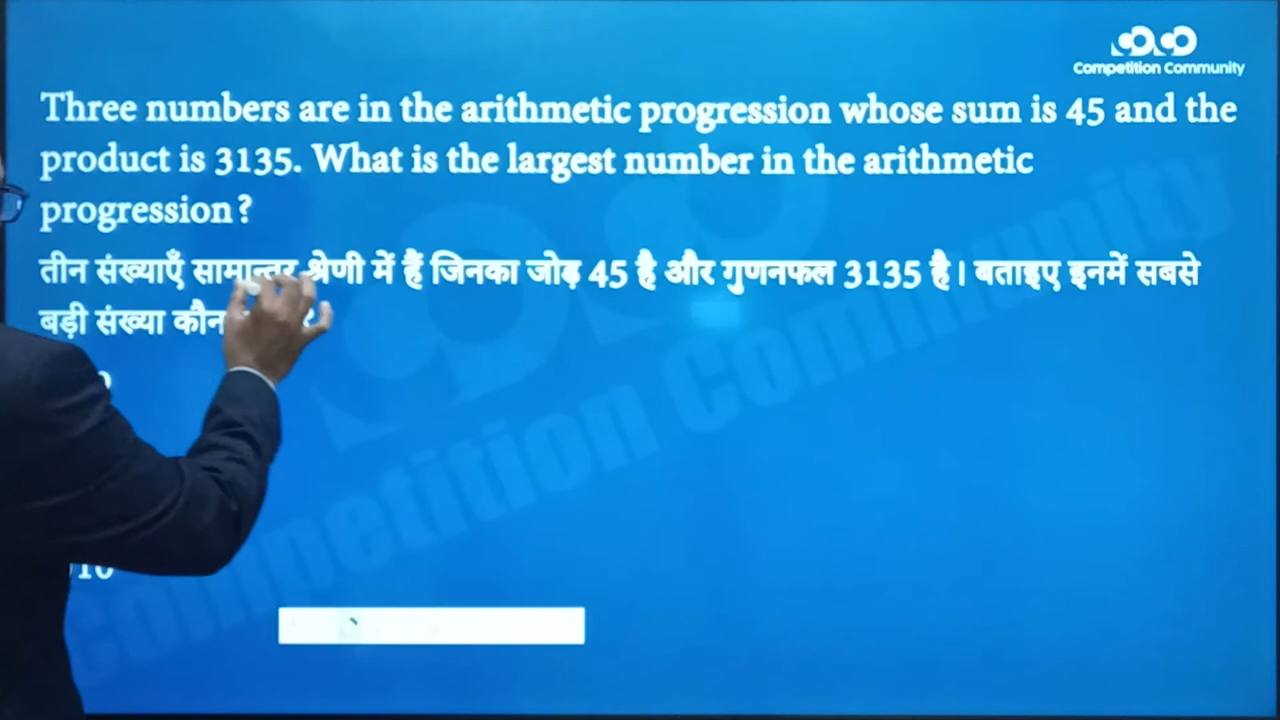 Competition Community
Three numbers are in the arithmetic progression whose sum is 45 and the
product is 3135. What is the largest number in the arithmetic
progression?
तीन संख्याएँ सामान्तर श्रेणी में हैं जिनका जोड़ 45 है और गुणनफल 3135 है। बताइए इनमें सबसे
बड़ी संख्या
Competition Community